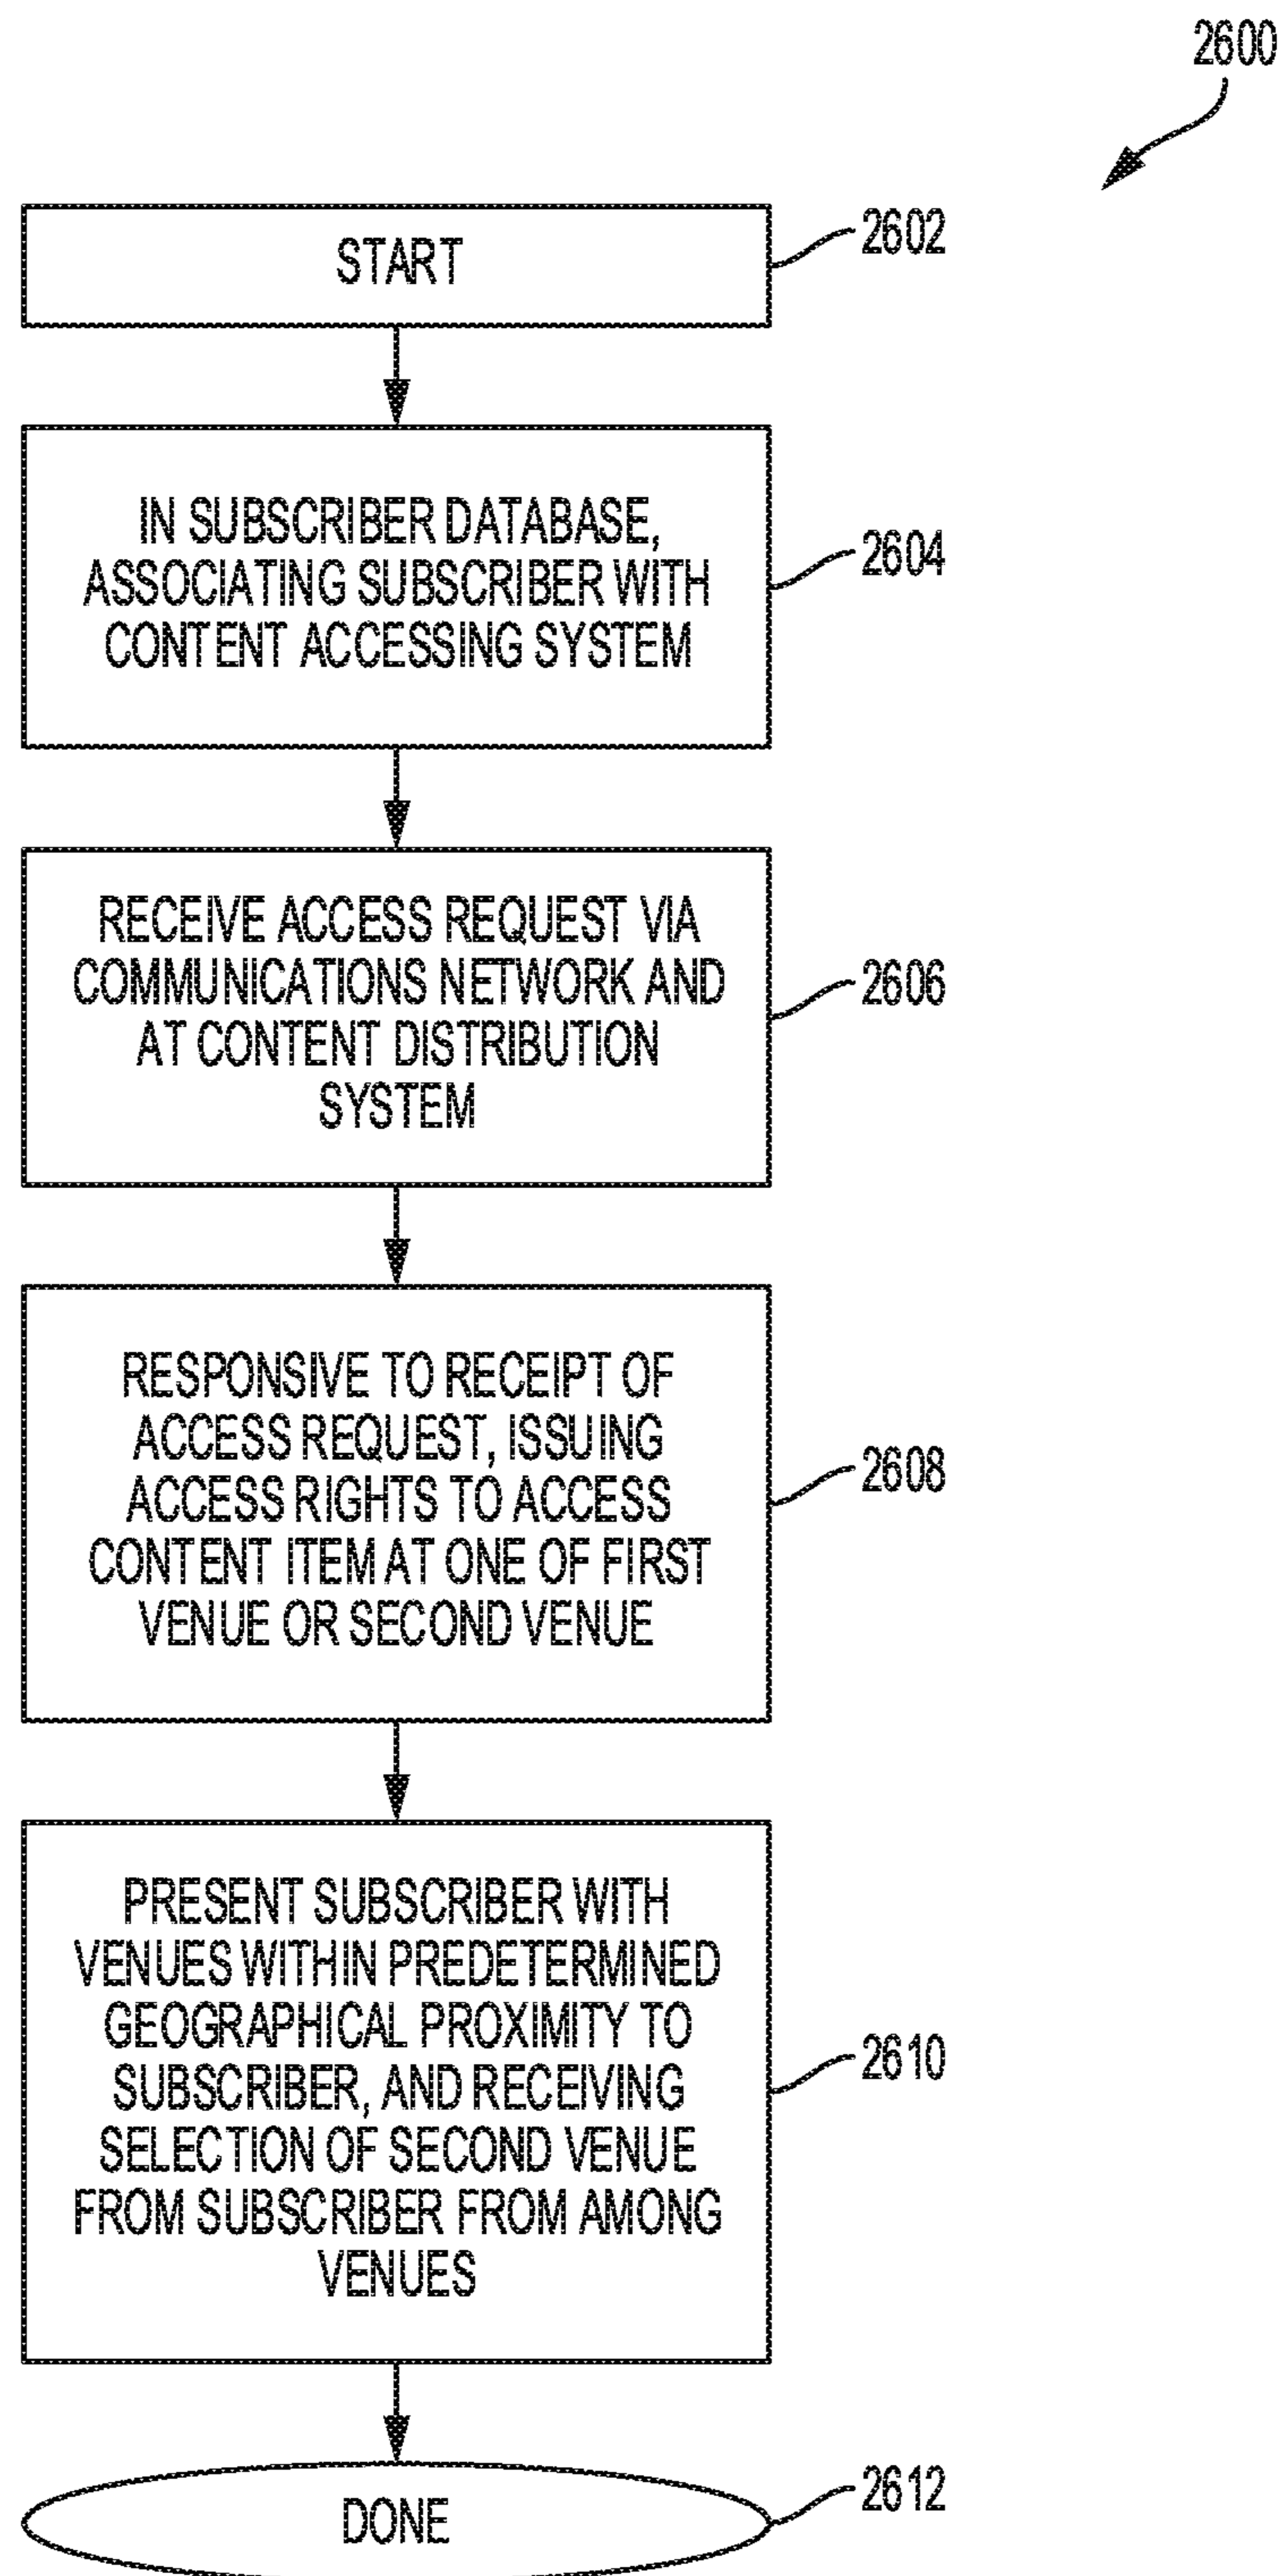 2600
START
2602
IN SUBSCRIBER DATABASE,
ASSOCIATING SUBSCRIBER WITH
CONTENT ACCESSING SYSTEM
2604
RECEIVE ACCESS REQUEST VIA
COMMUNICATIONS NETWORK AND
AT CONTENT DISTRIBUTION
SYSTEM
2606
RESPONSIVE TO RECEIPT OF
ACCESS REQUEST, ISSUING
ACCESS RIGHTS TO ACCESS
CONTENT ITEM AT ONE OF FIRST
VENUE OR SECOND VENUE
2608
PRESENT SUBSCRIBER WITH
VENUES WITHIN PREDETERMINED
GEOGRAPHICAL PROXIMITY TO
SUBSCRIBER, AND RECEIVING
SELECTION OF SECOND VENUE
FROM SUBSCRIBER FROM AMONG
VENUES
2610
DONE
2612